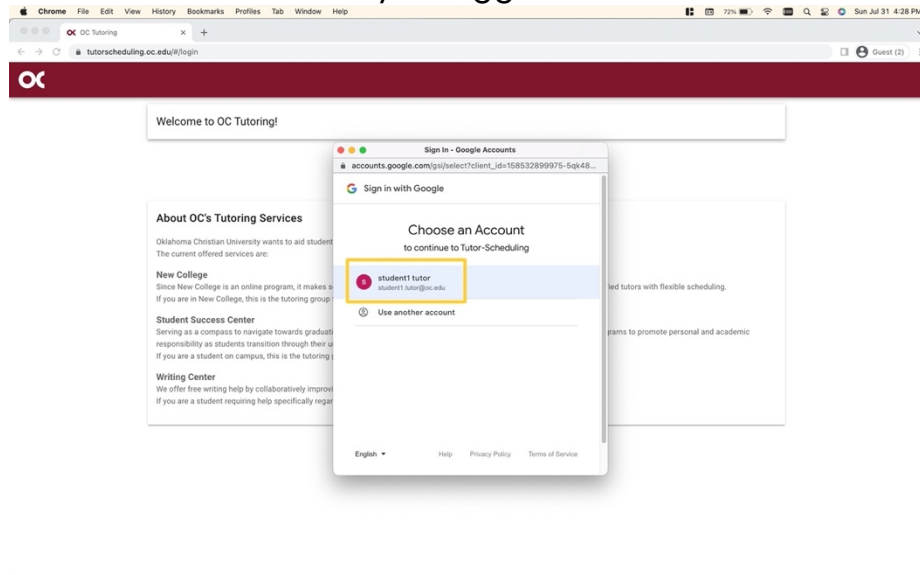 Chrome File Edit View History Bookmarks Profiles Tab Window Help 72% Sun Jul 31 4:28 PM
OC OC Tutoring
tutorscheduling.oc.edu/#/login Guest (2)
OC
Welcome to OC Tutoring!
Sign In - Google Accounts
accounts.google.com/gsi/select?client_id=158532899975-5qk48...
Sign in with Google
Choose an Account
to continue to Tutor-Scheduling
student1 tutor
student1.tutor@oc.edu
Use another account
English Help Privacy Policy Terms of Service
About OC's Tutoring Services
Oklahoma Christian University wants to aid student
The current offered services are:
New College
Since New College is an online program, it makes s ied tutors with flexible scheduling.
If you are in New College, this is the tutoring group
Student Success Center
Serving as a compass to navigate towards graduati grams to promote personal and academic
responsibility as students transition through their u
If you are a student on campus, this is the tutoring
Writing Center
We offer free writing help by collaboratively improvi
If you are a student requiring help specifically regar